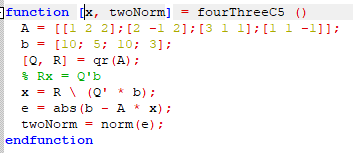 function [x, twoNorm] = fourThreeC5 ()
A = [[1 2 2];[2 -1 2];[3 1 1];[1 1 -1]];
b = [10; 5; 10; 3];
[Q, R] = qr(A);
% Rx = Q'b
x = R \ (Q' * b);
e = abs(b - A * x);
twoNorm = norm(e);
endfunction